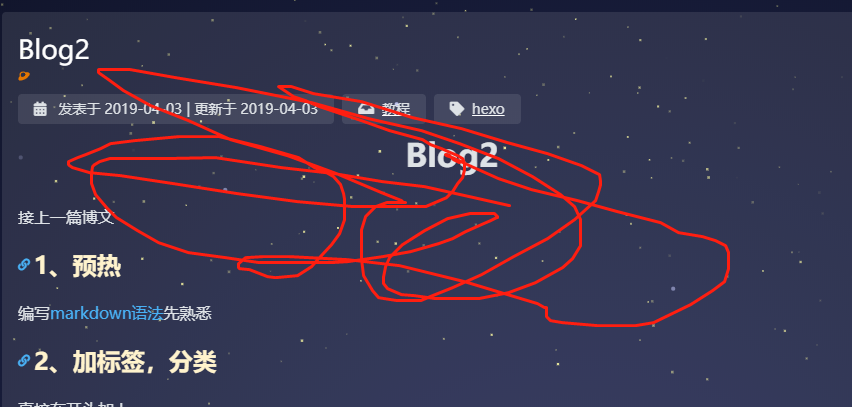 Blog2
发表于 2019-04-03 | 更新于 2019-04-03 教程 hexo
Blog2
接上一篇博文
1、预热
编写markdown语法先熟悉
2、加标签，分类